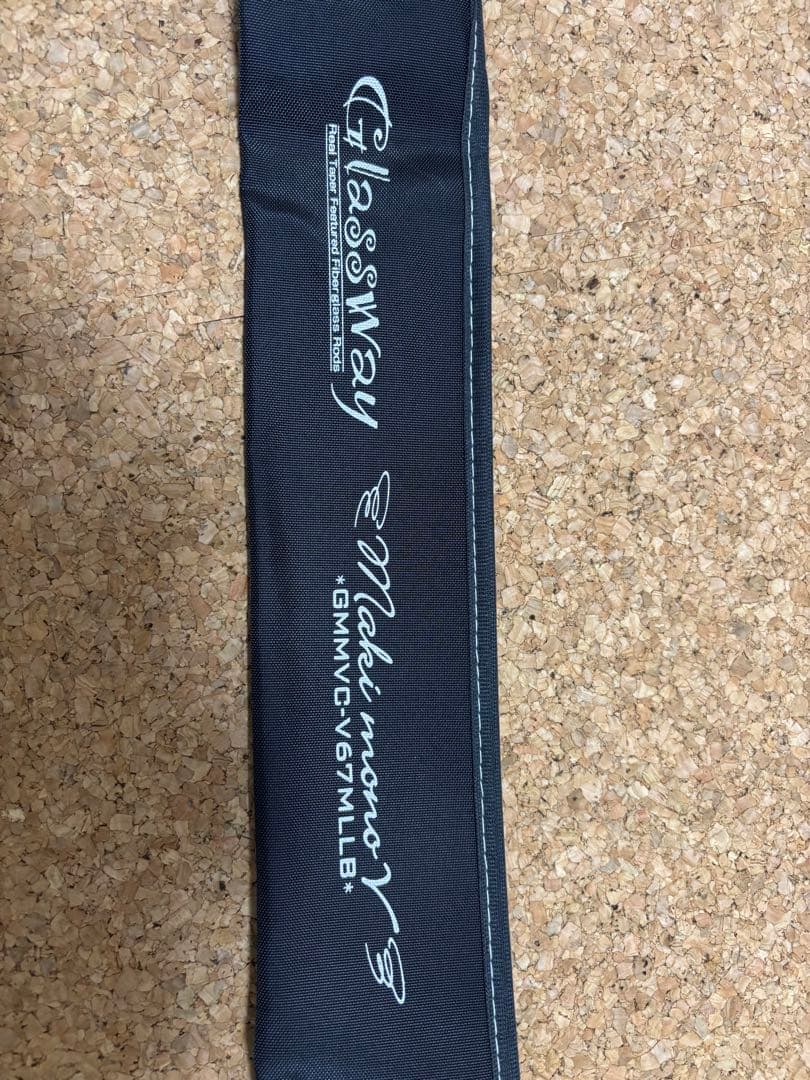 GlassWay
Real Taper Featured Fiberglass Rods
Maki mono V
*GMMVC-V67MLLB*